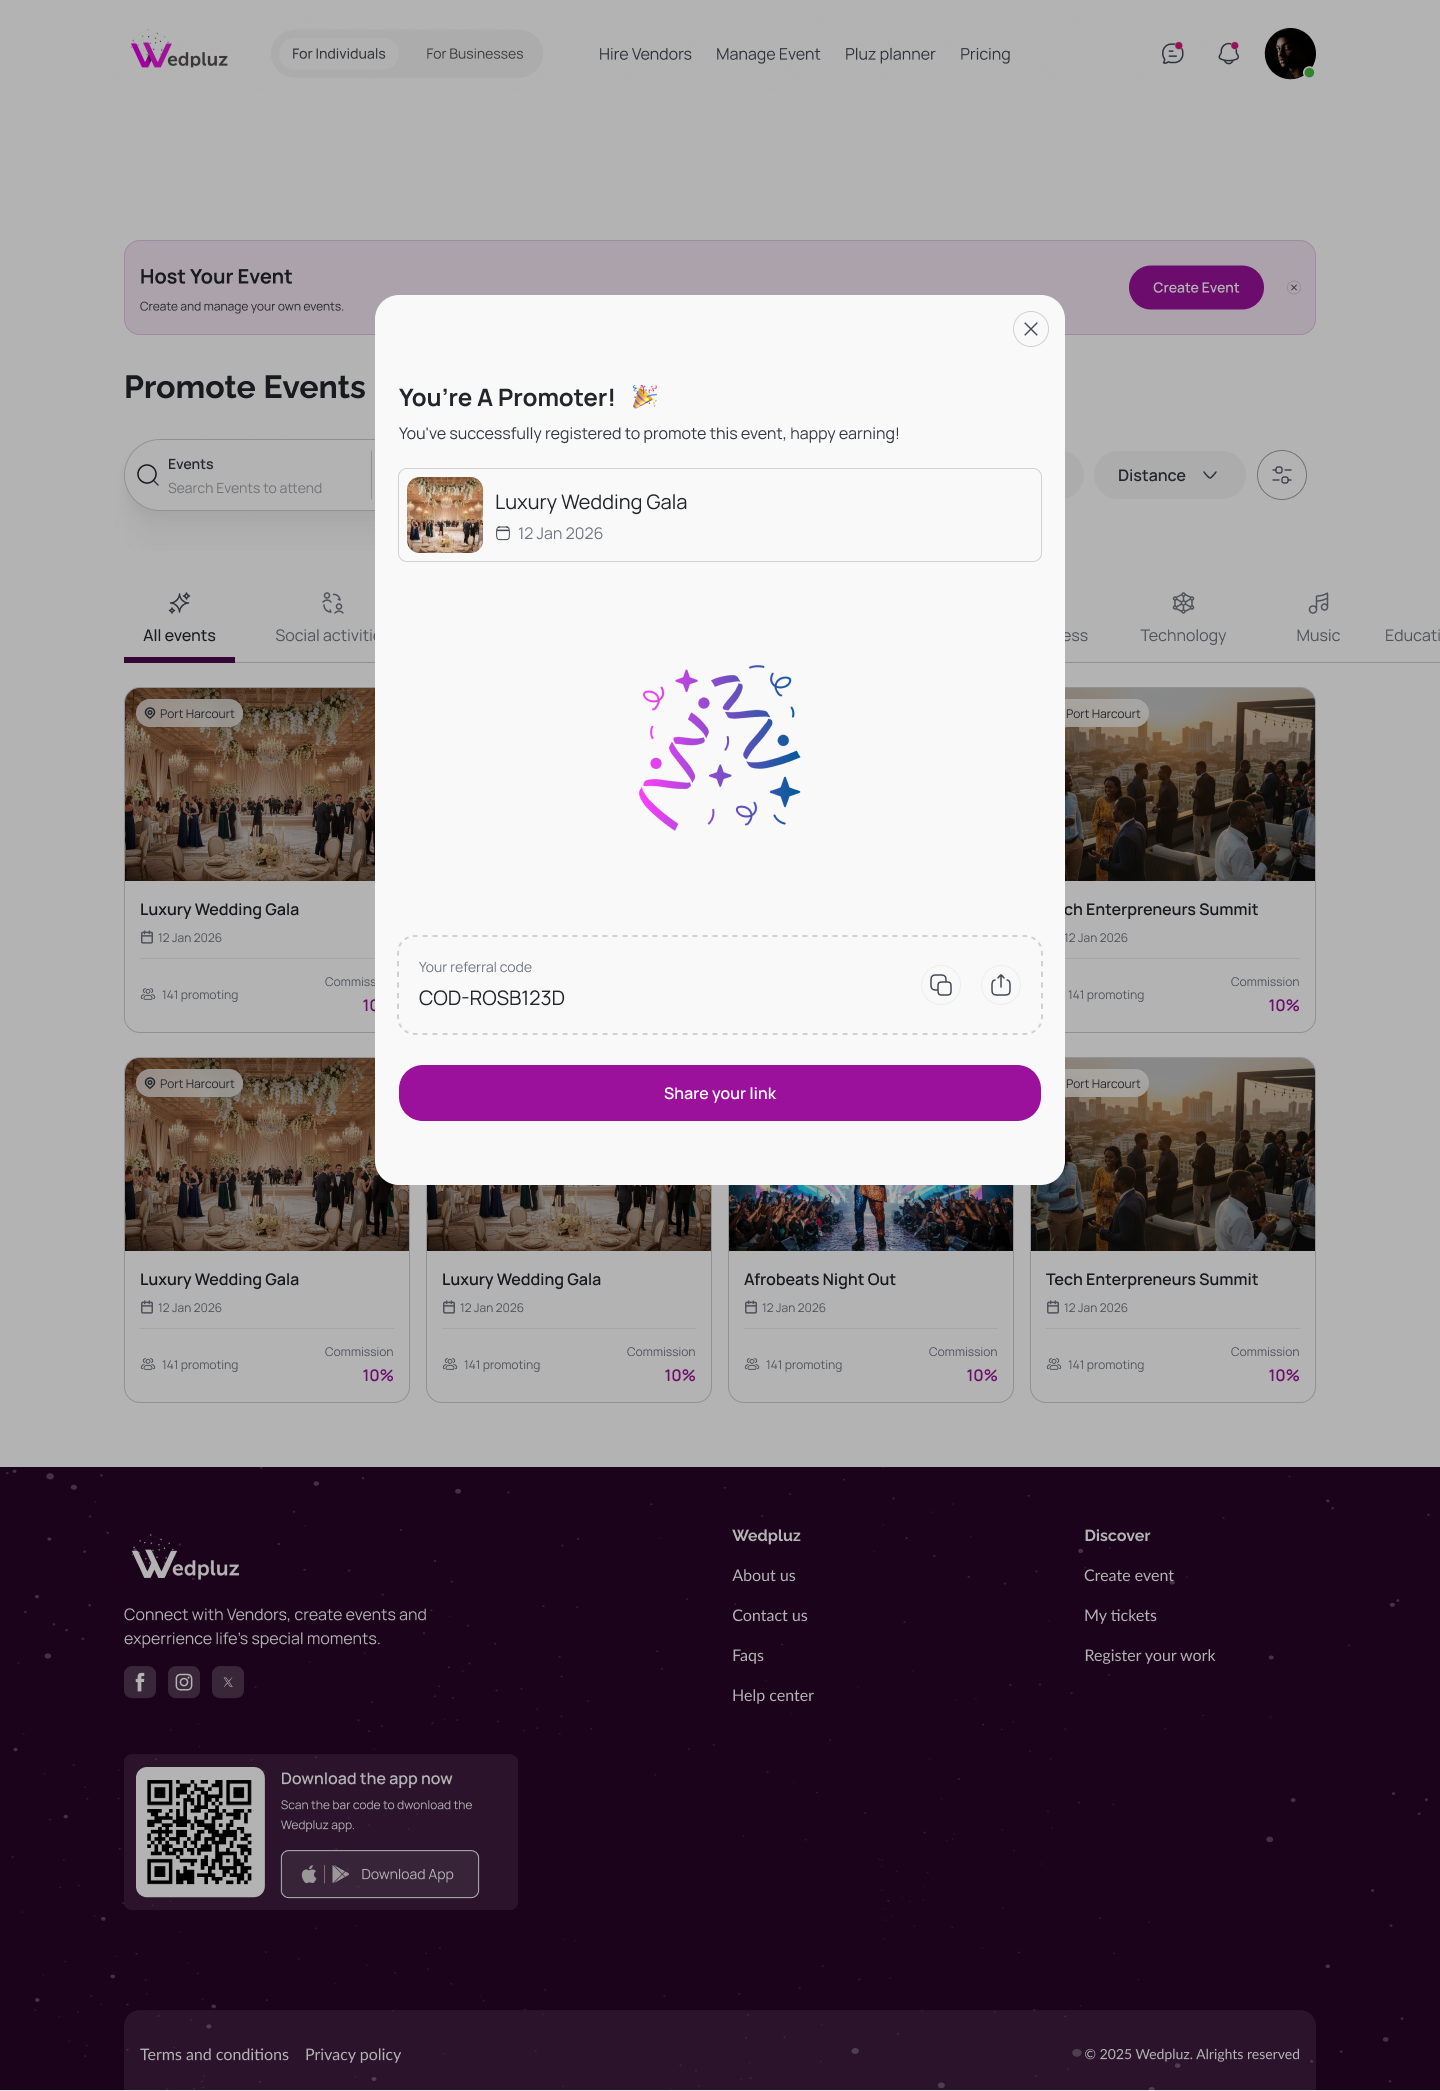 Wedpluz
For Individuals
For Businesses
Hire Vendors
Manage Event
Pluz planner
Pricing
Host Your Event
Create and manage your own events.
Create Event
Promote Events
Events
Search Events to attend
Distance
All events
Social activitie
ess
Technology
Music
Educati
You're A Promoter! 🎉
You've successfully registered to promote this event, happy earning!
Luxury Wedding Gala
12 Jan 2026
Your referral code
COD-ROSB123D
Share your link
Port Harcourt
Luxury Wedding Gala
12 Jan 2026
141 promoting
Commiss
10
Port Harcourt
ch Enterpreneurs Summit
12 Jan 2026
141 promoting
Commission
10%
Port Harcourt
Luxury Wedding Gala
12 Jan 2026
141 promoting
Commission
10%
Luxury Wedding Gala
12 Jan 2026
141 promoting
Commission
10%
Afrobeats Night Out
12 Jan 2026
141 promoting
Commission
10%
Port Harcourt
Tech Enterpreneurs Summit
12 Jan 2026
141 promoting
Commission
10%
Wedpluz
Connect with Vendors, create events and
experrience life's special moments.
Wedpluz
About us
Contact us
Faqs
Help center
Discover
Create event
My tickets
Register your work
Download the app now
Scan the bar code to dwonload the
Wedpluz app.
Download App
Terms and conditions
Privacy policy
© 2025 Wedpluz. Alrights reserved